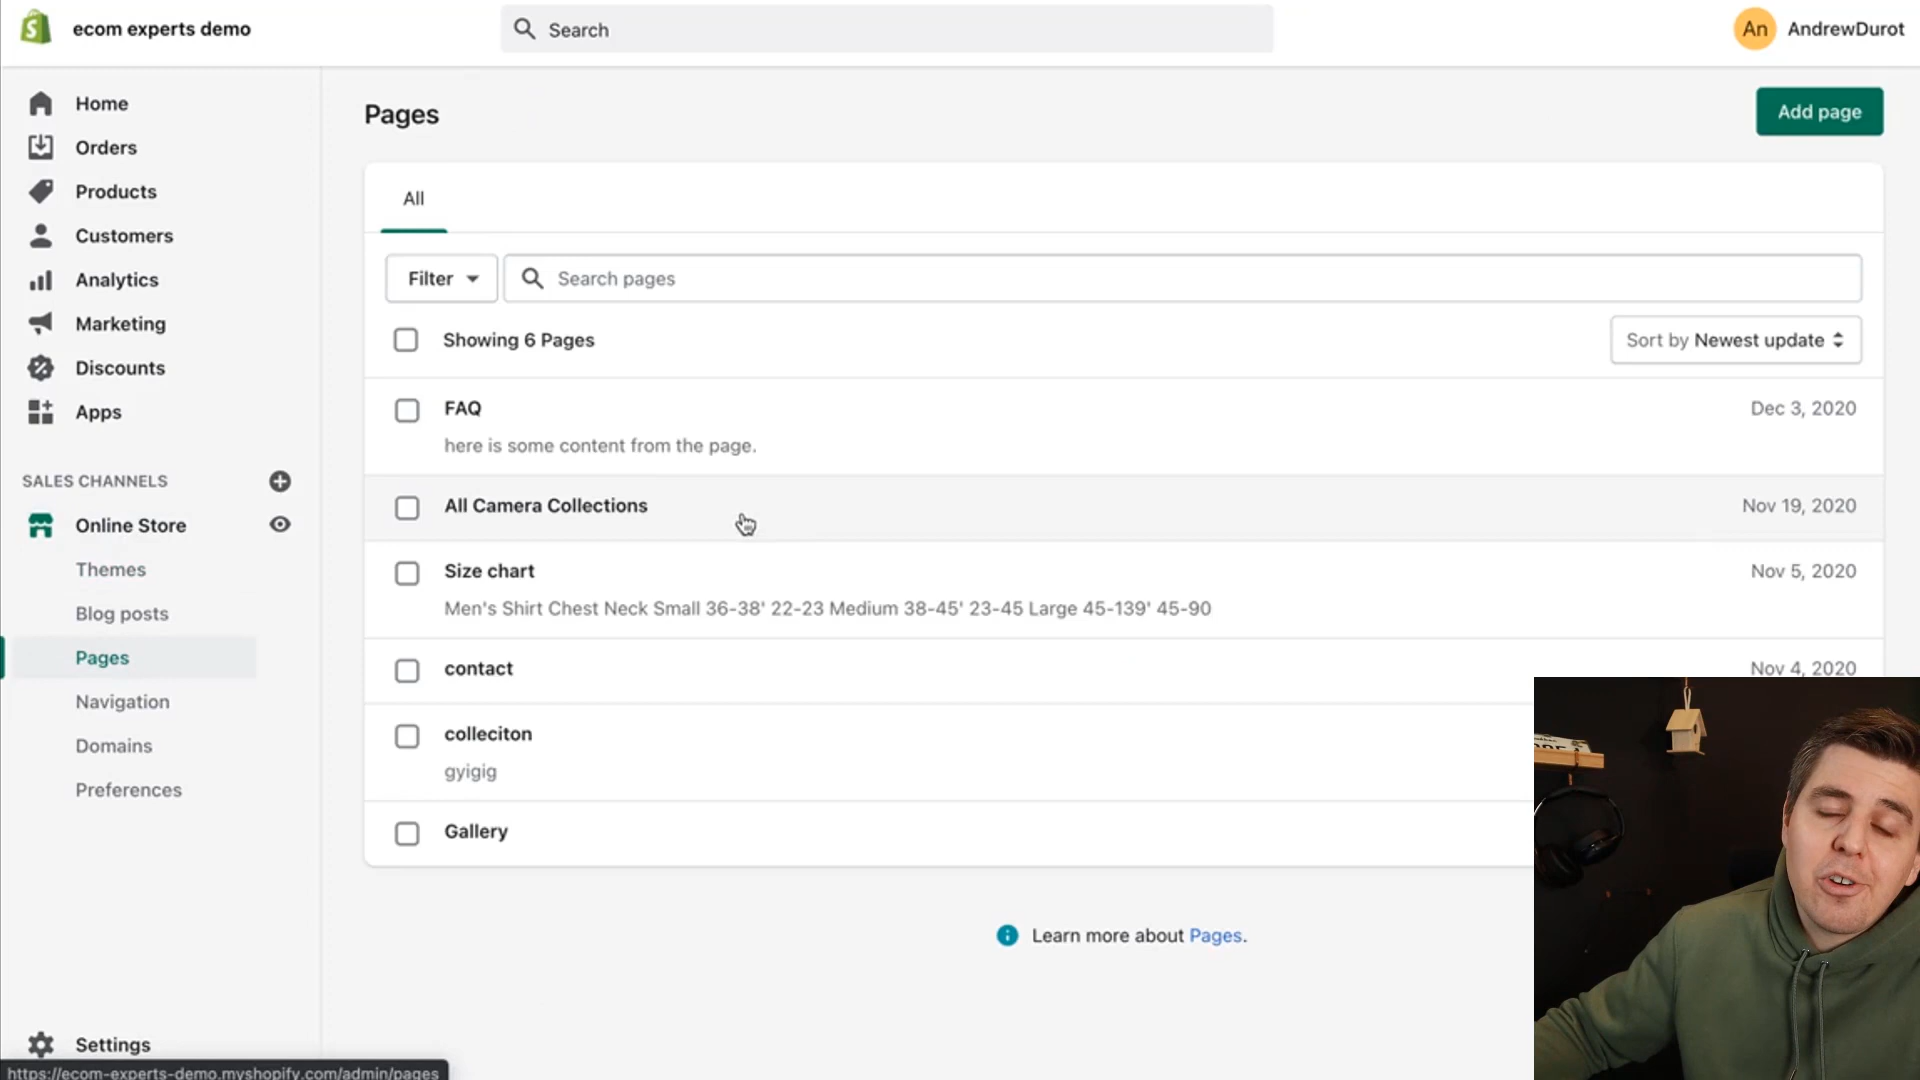 ecom experts demo
Search
An
AndrewDurot
Home
Orders
Products
Customers
Analytics
Marketing
Discounts
Apps
SALES CHANNELS
Online Store
Themes
Blog posts
Pages
Navigation
Domains
Preferences
Settings
https://ecom-experts-demo.myshopify.com/admin/pages
Pages
Add page
All
Filter
Search pages
Showing 6 Pages
Sort by Newest update
FAQ
Dec 3, 2020
here is some content from the page.
All Camera Collections
Nov 19, 2020
Size chart
Nov 5, 2020
Men's Shirt Chest Neck Small 36-38' 22-23 Medium 38-45' 23-45 Large 45-139' 45-90
contact
Nov 4, 2020
colleciton
gyigig
Gallery
Learn more about Pages.